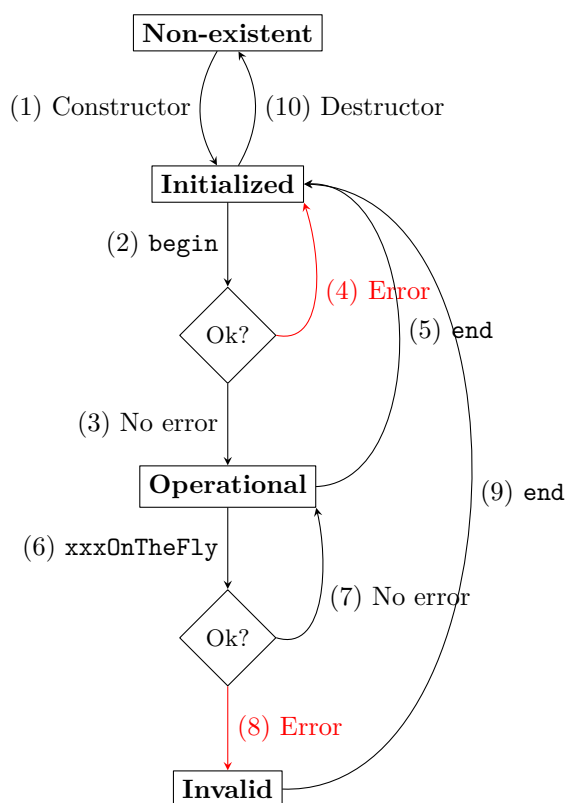 Non-existent
(1) Constructor
(10) Destructor
Initialized
(2) begin
(4) Error
Ok?
(5) end
(3) No error
Operational
(9) end
(6) xxxOnTheFly
(7) No error
Ok?
(8) Error
Invalid